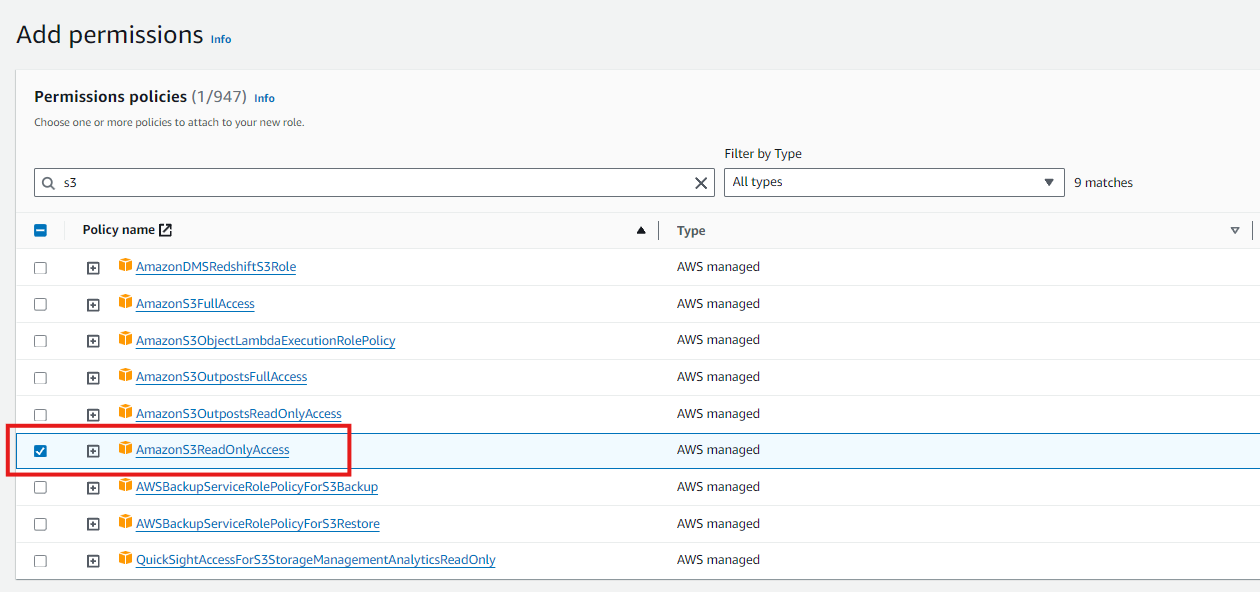 Add permissions Info
Permissions policies (1/947) Info
Choose one or more policies to attach to your new role.
Filter by Type
s3 All types 9 matches
Policy name Type
AmazonDMSRedshiftS3Role AWS managed
AmazonS3FullAccess AWS managed
AmazonS3ObjectLambdaExecutionRolePolicy AWS managed
AmazonS3OutpostsFullAccess AWS managed
AmazonS3OutpostsReadOnlyAccess AWS managed
AmazonS3ReadOnlyAccess AWS managed
AWSBackupServiceRolePolicyForS3Backup AWS managed
AWSBackupServiceRolePolicyForS3Restore AWS managed
QuickSightAccessForS3StorageManagementAnalyticsReadOnly AWS managed